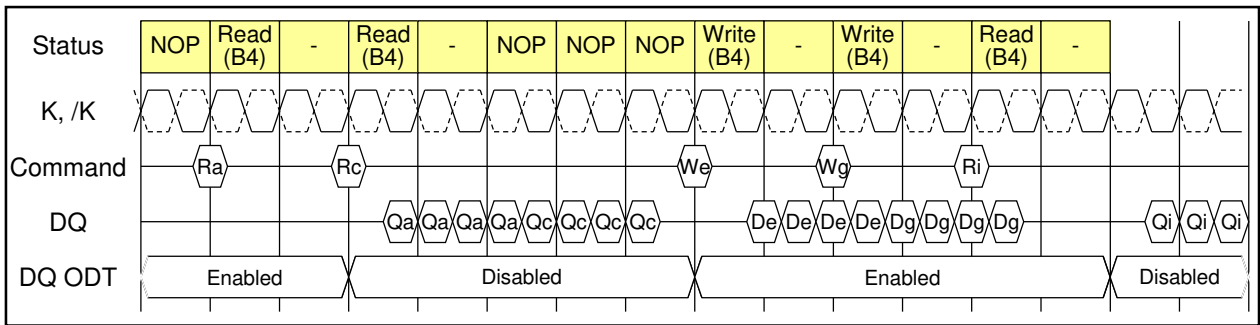 Status NOP Read (B4) - Read (B4) - NOP NOP NOP Write (B4) - Write (B4) - Read (B4) -
K, /K
Command Ra Rc We Wg Ri
DQ Qa Qa Qa Qa Qc Qc Qc Qc De De De De Dg Dg Dg Dg Qi Qi Qi
DQ ODT Enabled Disabled Enabled Disabled